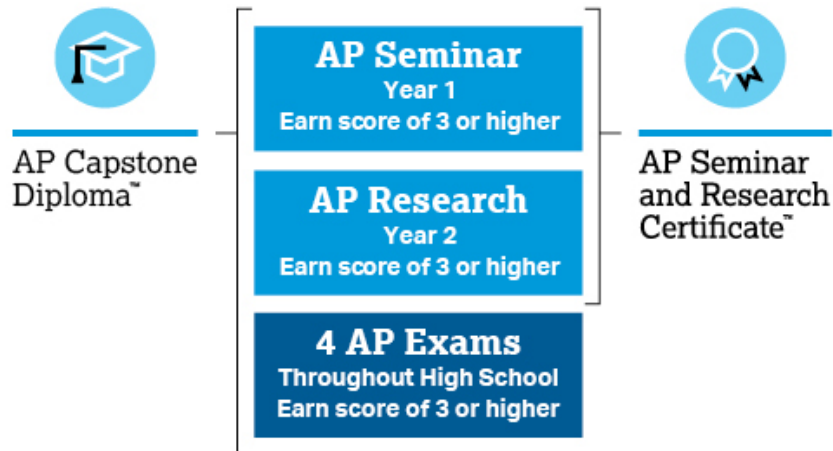 AP Capstone
Diploma™
AP Seminar
Year 1
Earn score of 3 or higher
AP Research
Year 2
Earn score of 3 or higher
4 AP Exams
Throughout High School
Earn score of 3 or higher
AP Seminar
and Research
Certificate™